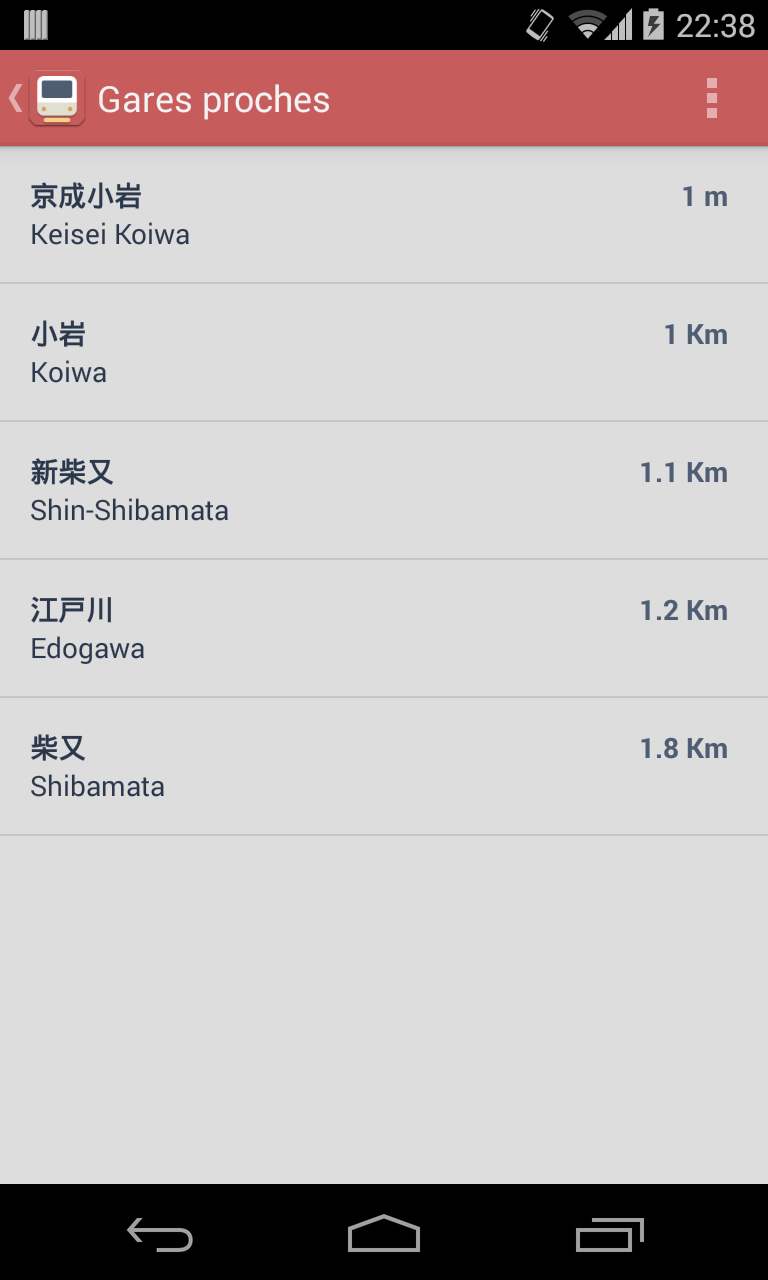 22:38
Gares proches
京成小岩
1 m
Keisei Koiwa
小岩
1 Km
Koiwa
新柴又
1.1 Km
Shin-Shibamata
江戸川
1.2 Km
Edogawa
柴又
1.8 Km
Shibamata